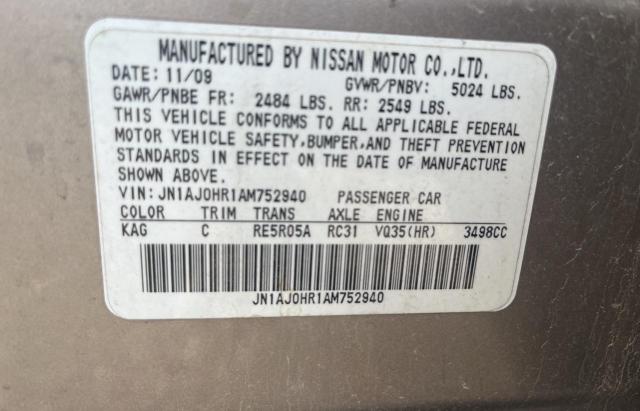 MANUFACTURED BY NISSAN MOTOR CO.,LTD.
DATE: 11/09 GVWR/PNBV: 5024 LBS.
GAWR/PNBE FR: 2484 LBS. RR: 2549 LBS.
THIS VEHICLE CONFORMS TO ALL APPLICABLE FEDERAL
MOTOR VEHICLE SAFETY,BUMPER,AND THEFT PREVENTION
STANDARDS IN EFFECT ON THE DATE OF MANUFACTURE
SHOWN ABOVE.
VIN:JN1AJ0HR1AM752940 PASSENGER CAR
COLOR TRIM TRANS AXLE ENGINE
KAG C RE5R05A RC31 VQ35(HR) 3498CC
JN1AJ0HR1AM752940